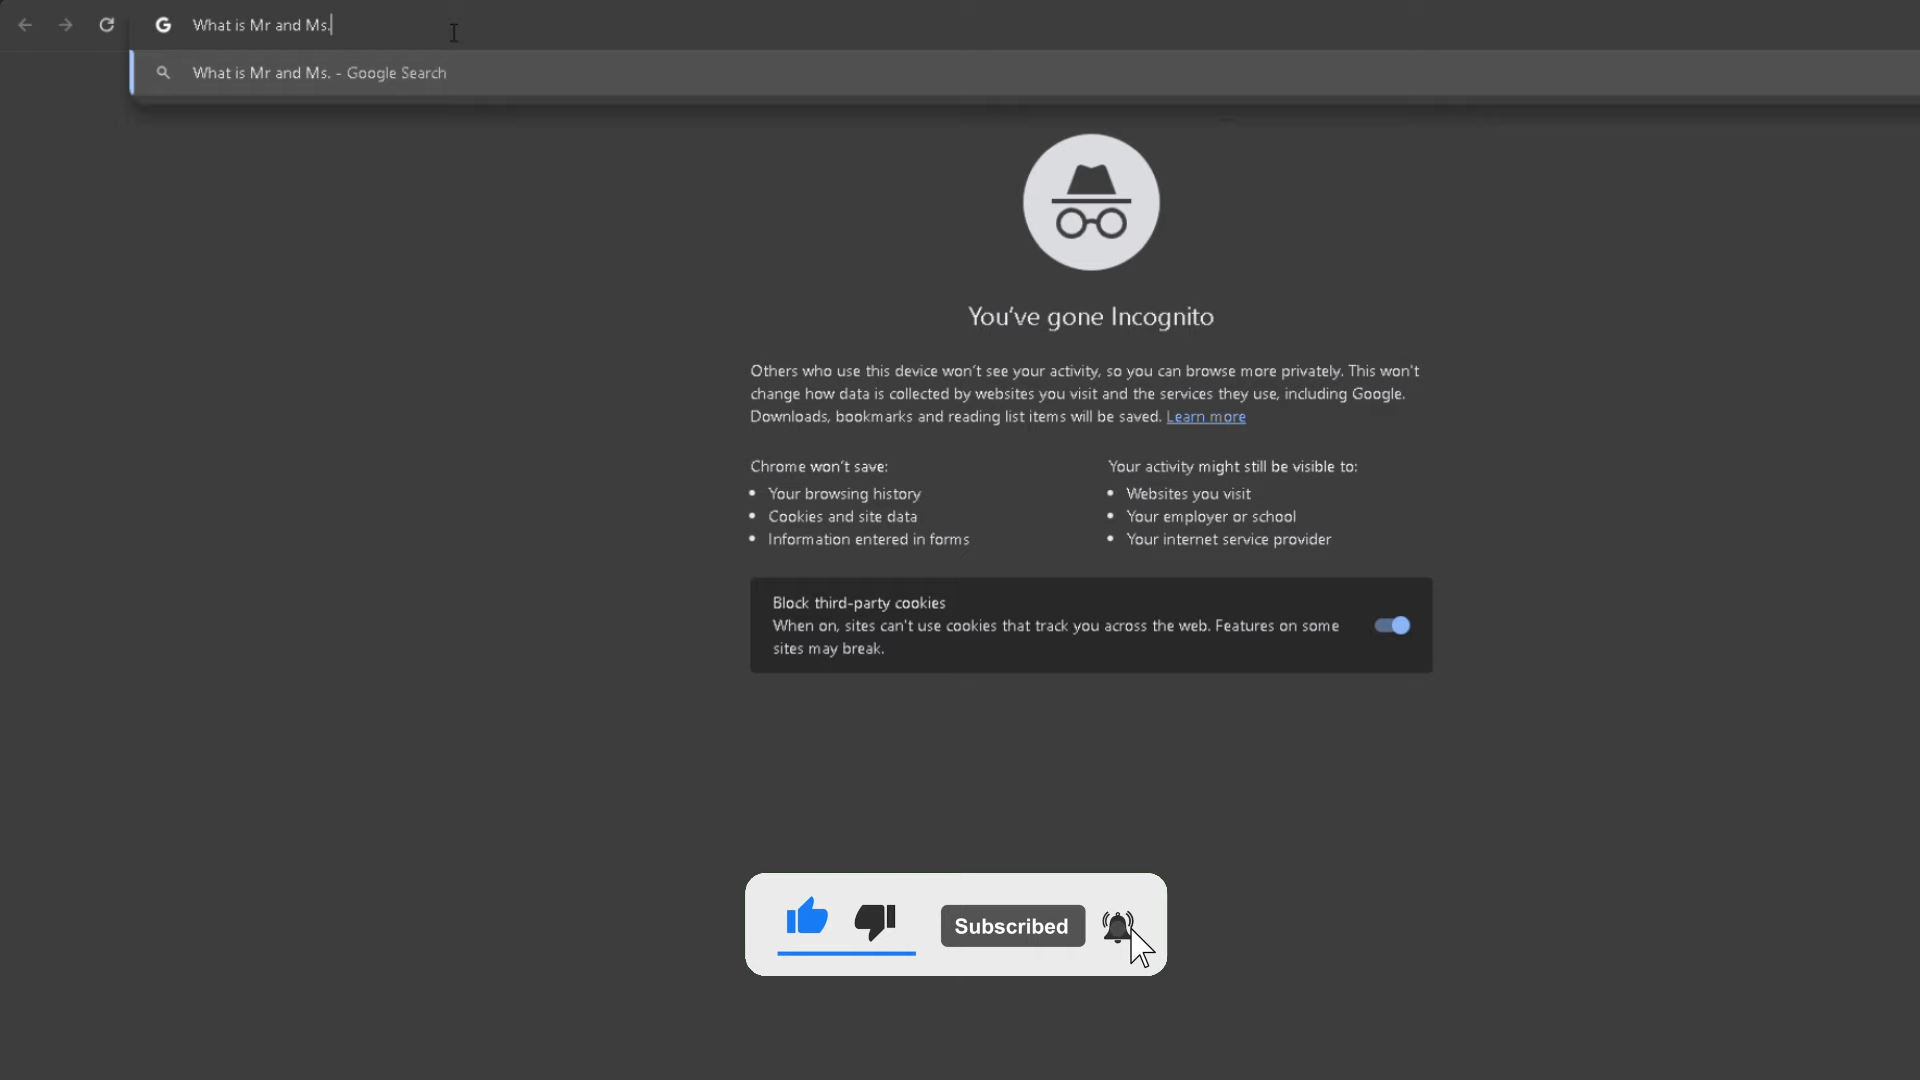 What is Mr and Ms.
What is Mr and Ms. - Google Search
You've gone Incognito
Others who use this device won't see your activity, so you can browse more privately. This won't
change how data is collected by websites you visit and the services they use, including Google.
Downloads, bookmarks and reading list items will be saved. Learn more
Chrome won't save:
• Your browsing history
• Cookies and site data
• Information entered in forms
Your activity might still be visible to:
• Websites you visit
• Your employer or school
• Your internet service provider
Block third-party cookies
When on, sites can't use cookies that track you across the web. Features on some
sites may break.
Subscribed